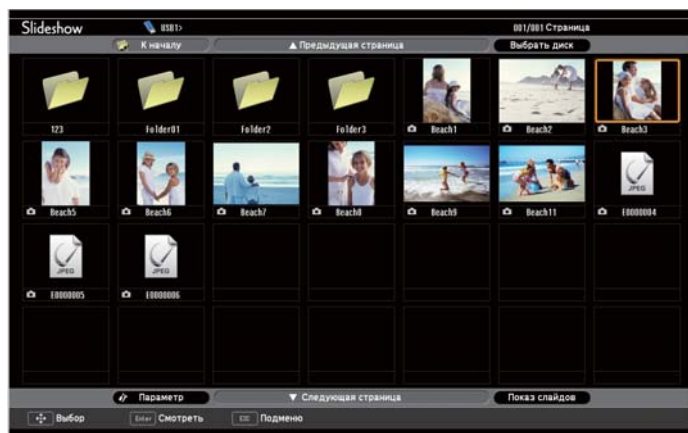 Slideshow USB1> 001/001 Страница
К началу ▲ Предыдущая страница Выбрать диск
123 Folder01 Folder2 Folder3 Beach1 Beach2 Beach3
Beach5 Beach6 Beach7 Beach8 Beach9 Beach11 E0000004
JPEG
JPEG JPEG
E0000005 E0000006
Параметр ▼ Следующая страница Показ слайдов
Выбор Enter Смотреть ESC Подменю